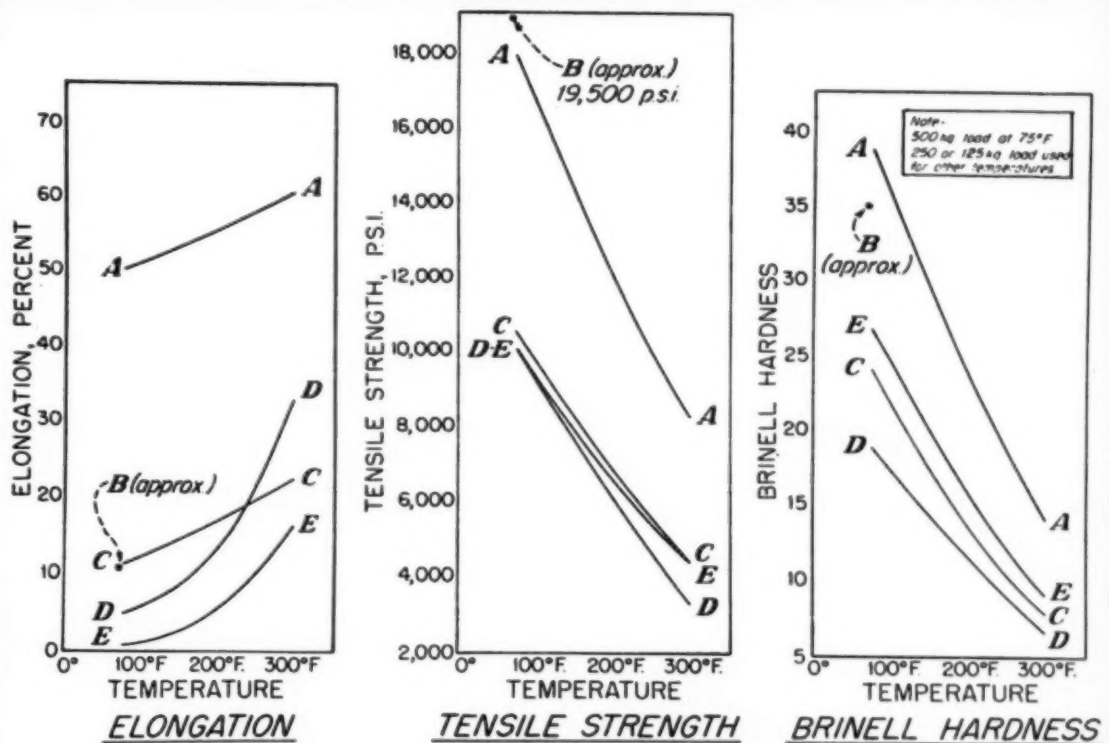 ELONGATION, PERCENT
70
60
50
40
30
20
10
0
A
A
B (approx.)
C
C
D
D
E
E
0°
100°F
200°F.
300°F.
TEMPERATURE
ELONGATION
TENSILE STRENGTH, P.S.I.
18,000
16,000
14,000
12,000
10,000
8,000
6,000
4,000
2,000
A
B (approx.)
19,500 p.s.i.
C
D-E
A
C
E
D
0°
100°F.
200°F.
300°F.
TEMPERATURE
TENSILE STRENGTH
BRINELL HARDNESS
40
35
30
25
20
15
10
5
Note-
500 kg load at 75°F
250 or 125 kg load used
for other temperatures
A
B
(approx.)
E
C
D
A
E
C
D
0°
100°F.
200°F.
300°F.
TEMPERATURE
BRINELL HARDNESS